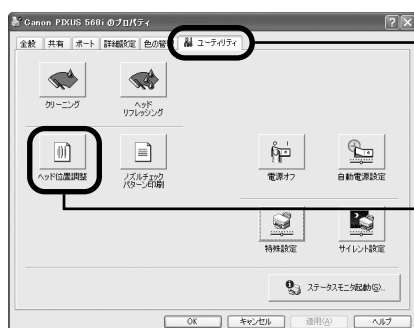 Canon PIXUS 560i のプロパティ
全般 共有 ポート 詳細設定 色の管理 ユーティリティ
クリーニング
ヘッド
リフレッシング
ヘッド位置調整
ノズルチェック
パターン印刷
電源オフ
自動電源設定
特殊設定
サイレント設定
ステータスモニタ起動(S)...
OK キャンセル 適用(A) ヘルプ